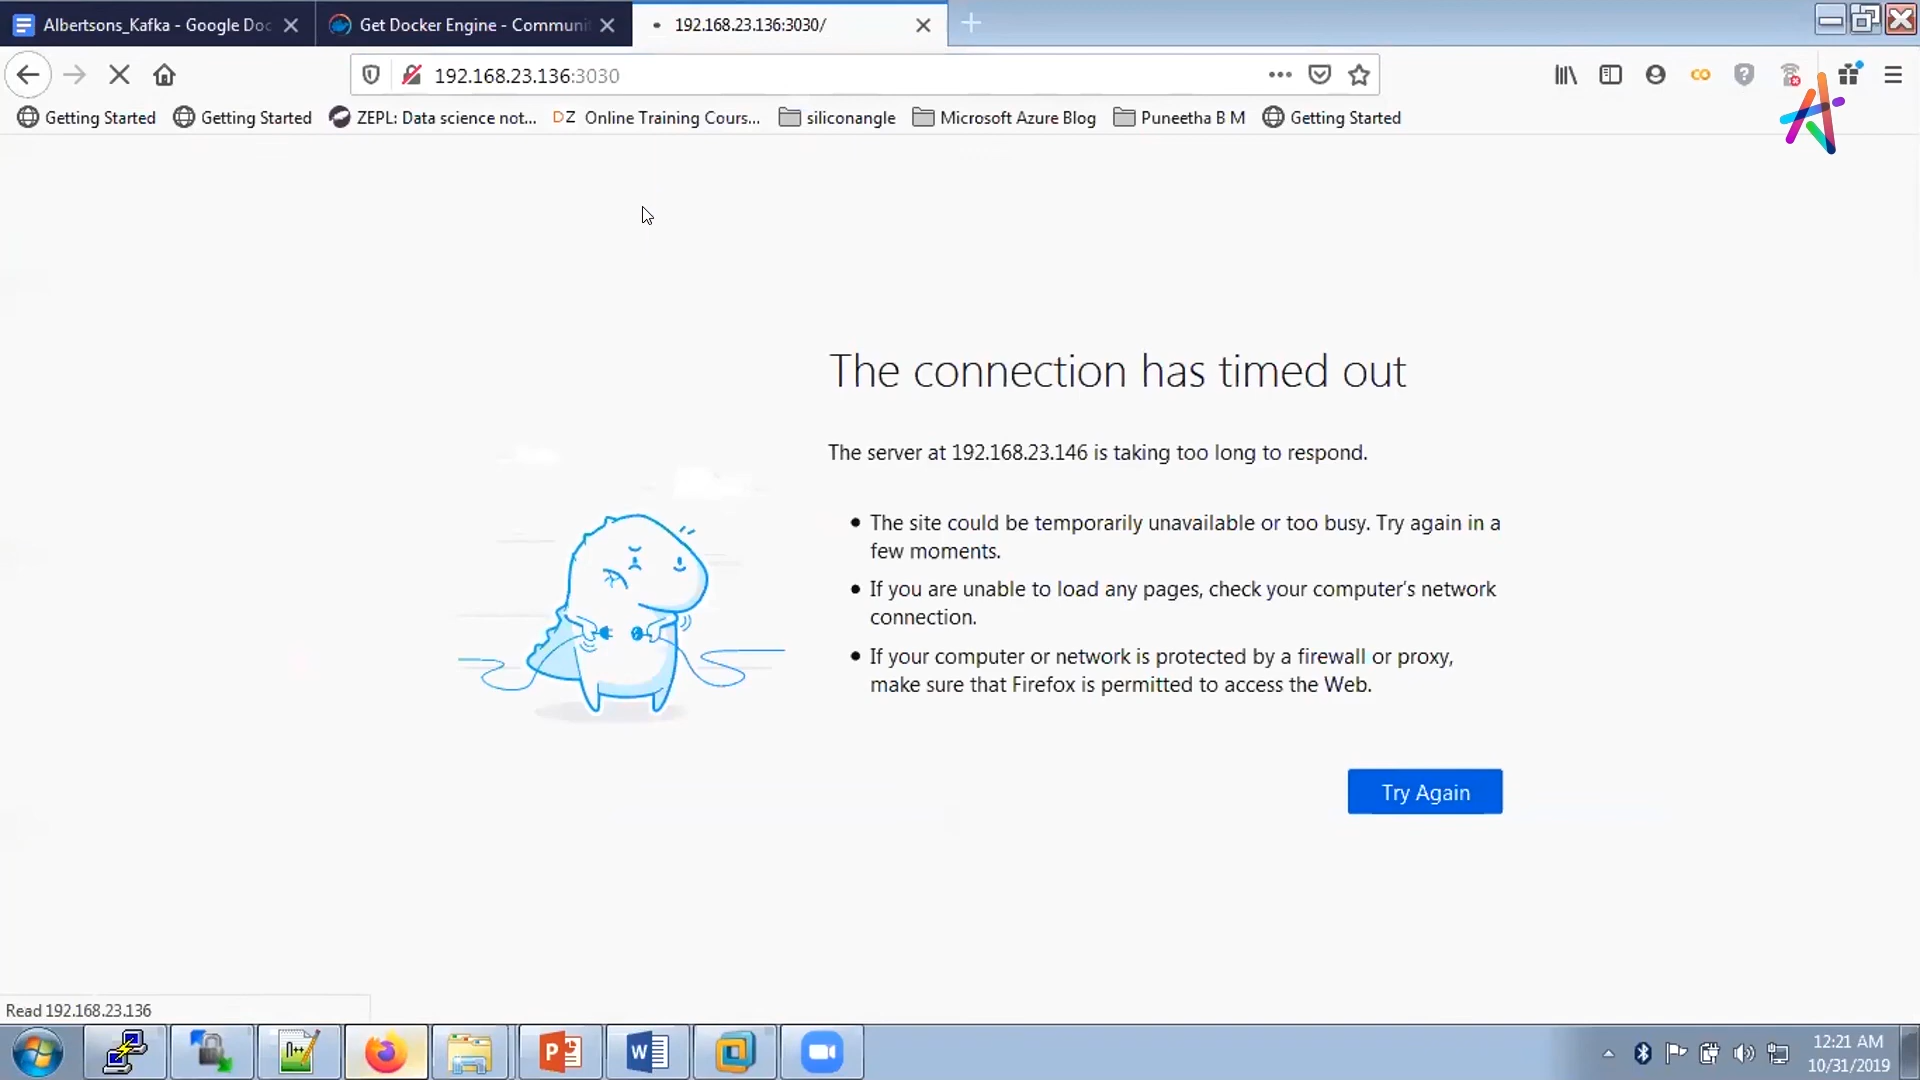 Albertsons_Kafka - Google Doc
Get Docker Engine - Communi
192.168.23.136:3030/
192.168.23.136:3030
Getting Started
Getting Started
ZEPL: Data science not...
DZ Online Training Cours...
siliconangle
Microsoft Azure Blog
Puneetha B M
Getting Started
The connection has timed out
The server at 192.168.23.146 is taking too long to respond.
The site could be temporarily unavailable or too busy. Try again in a
few moments.
If you are unable to load any pages, check your computer's network
connection.
If your computer or network is protected by a firewall or proxy,
make sure that Firefox is permitted to access the Web.
Try Again
Read 192.168.23.136
12:21 AM
10/31/2019